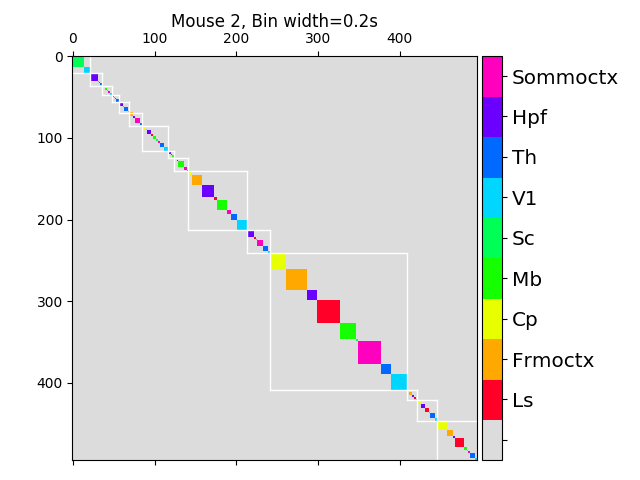 Mouse 2, Bin width=0.2s
0 100 200 300 400
0
100
200
300
400
Sommoctx
Hpf
Th
V1
Sc
Mb
Cp
Frmoctx
Ls